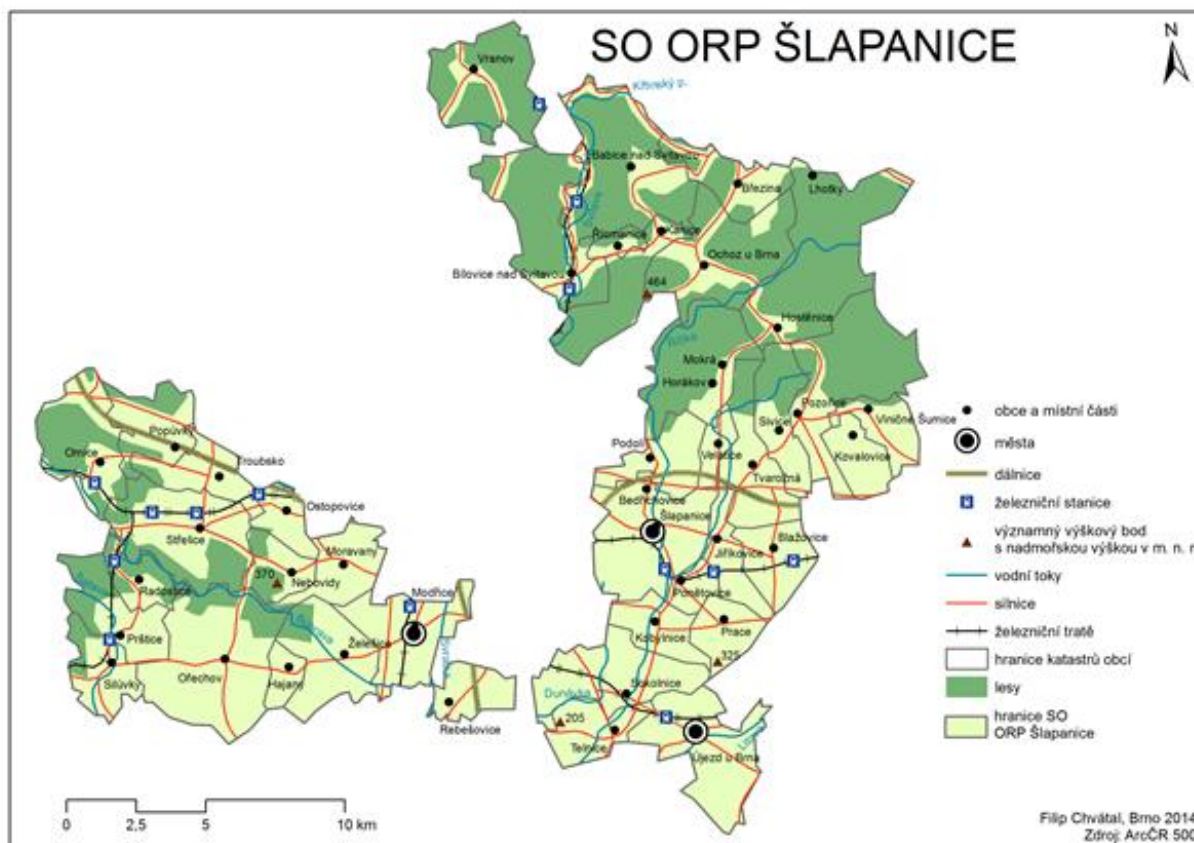 SO ORP ŠLAPANICE
N
Vranov
Křtinský p.
Babice nad Svitavou
Březina
Lhotky
Řícmanice
Kanice
Ochoz u Brna
Bílovice nad Svitavou
464
Hostěnice
Říčka
Mokrá
Horákov
Pozořice
Viničné Šumice
Sivice
Kovalovice
Podolí
Velatice
Tvarožná
Bedřichovice
Šlapanice
Blažovice
Jiříkovice
Ponětovice
Prace
Kobylnice
325
Sokolnice
Dunávka
205
Telnice
Újezd u Brna
Popůvky
Omice
Troubsko
Ostopovice
Střelice
Moravany
370
Nebovidy
Radostice
Modřice
Prštice
Želešice
Silůvky
Ořechov
Hajany
Svratka
Rebešovice
obce a místní části
města
dálnice
železniční stanice
významný výškový bod
s nadmořskou výškou v m. n. m
vodní toky
silnice
železniční tratě
hranice katastrů obcí
lesy
hranice SO
ORP Šlapanice
0 2,5 5 10 km
Filip Chvátal, Brno 2014
Zdroj: ArcČR 500